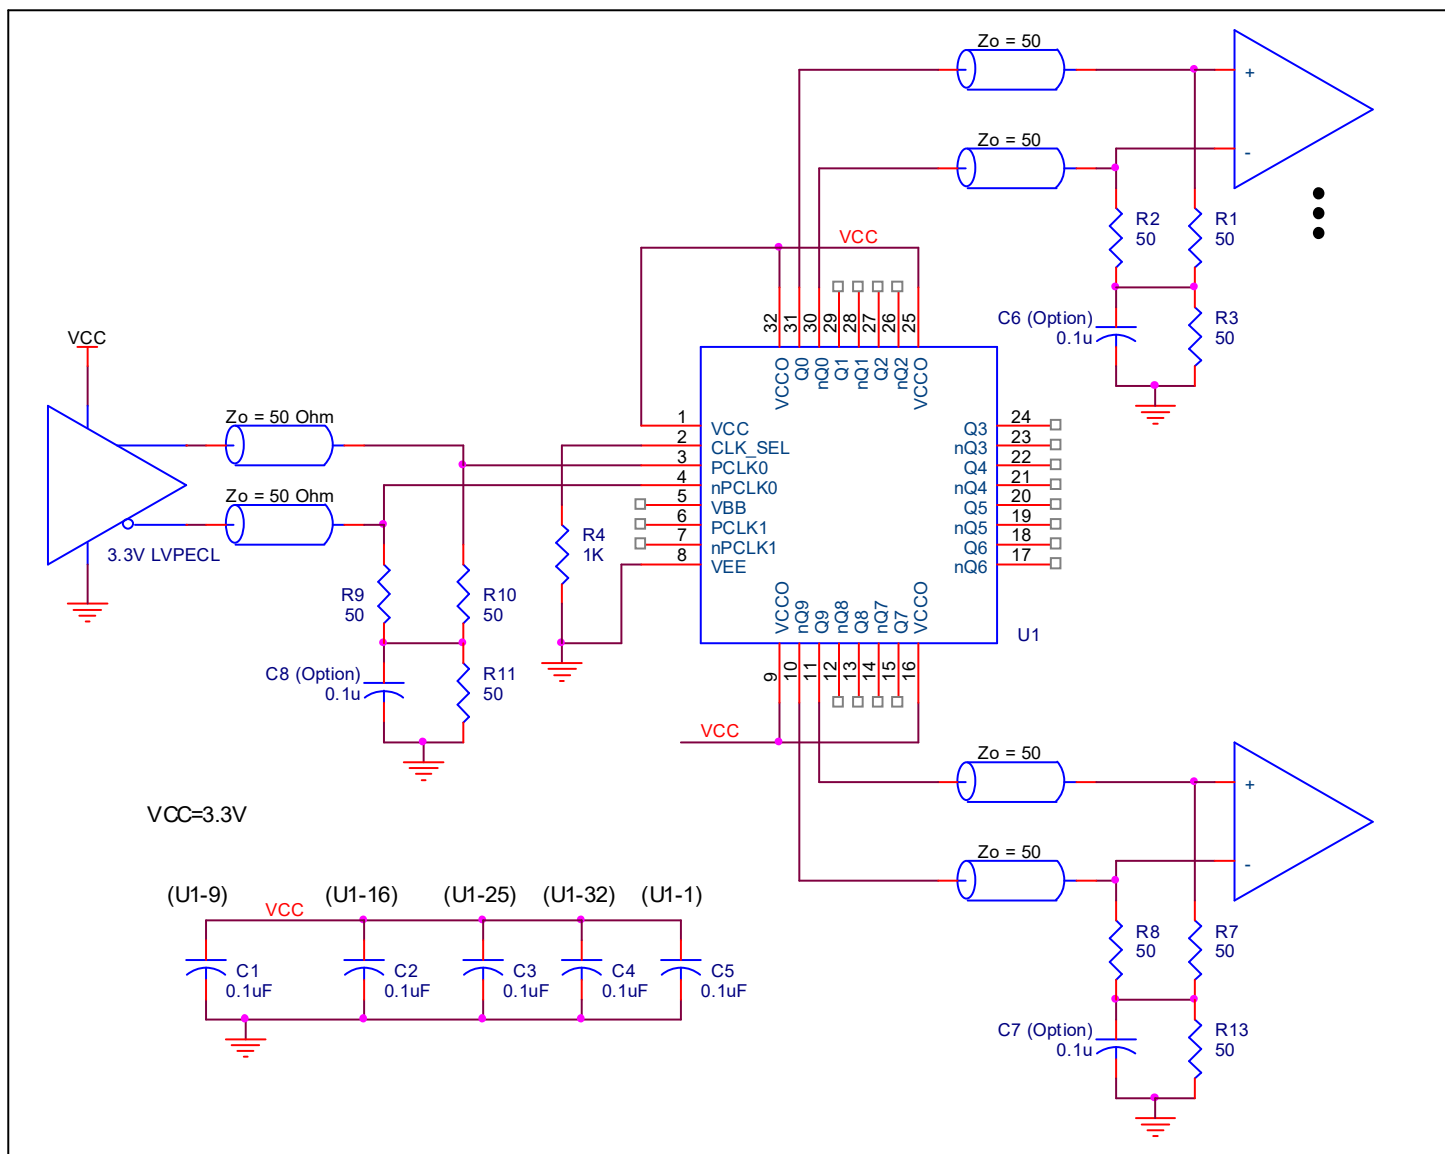 Zo = 50
+
Zo = 50
-
R2
50
R1
50
VCC
C6 (Option)
0.1u
R3
50
32
31
30
29
28
27
26
25
VCCO
Q0
nQ0
Q1
nQ1
Q2
nQ2
VCCO
VCC
Zo = 50 Ohm
Zo = 50 Ohm
3.3V LVPECL
1
VCC
2
CLK_SEL
3
PCLK0
4
nPCLK0
5
VBB
6
PCLK1
7
nPCLK1
8
VEE
24
Q3
23
nQ3
22
Q4
21
nQ4
20
Q5
19
nQ5
18
Q6
17
nQ6
R4
1K
R9
50
R10
50
C8 (Option)
0.1u
R11
50
VCCO
nQ9
Q9
nQ8
Q8
nQ7
Q7
VCCO
U1
9
10
11
12
13
14
15
16
VCC
Zo = 50
+
Zo = 50
-
R8
50
R7
50
C7 (Option)
0.1u
R13
50
VCC=3.3V
(U1-9)
(U1-16)
(U1-25)
(U1-32)
(U1-1)
VCC
C1
0.1uF
C2
0.1uF
C3
0.1uF
C4
0.1uF
C5
0.1uF